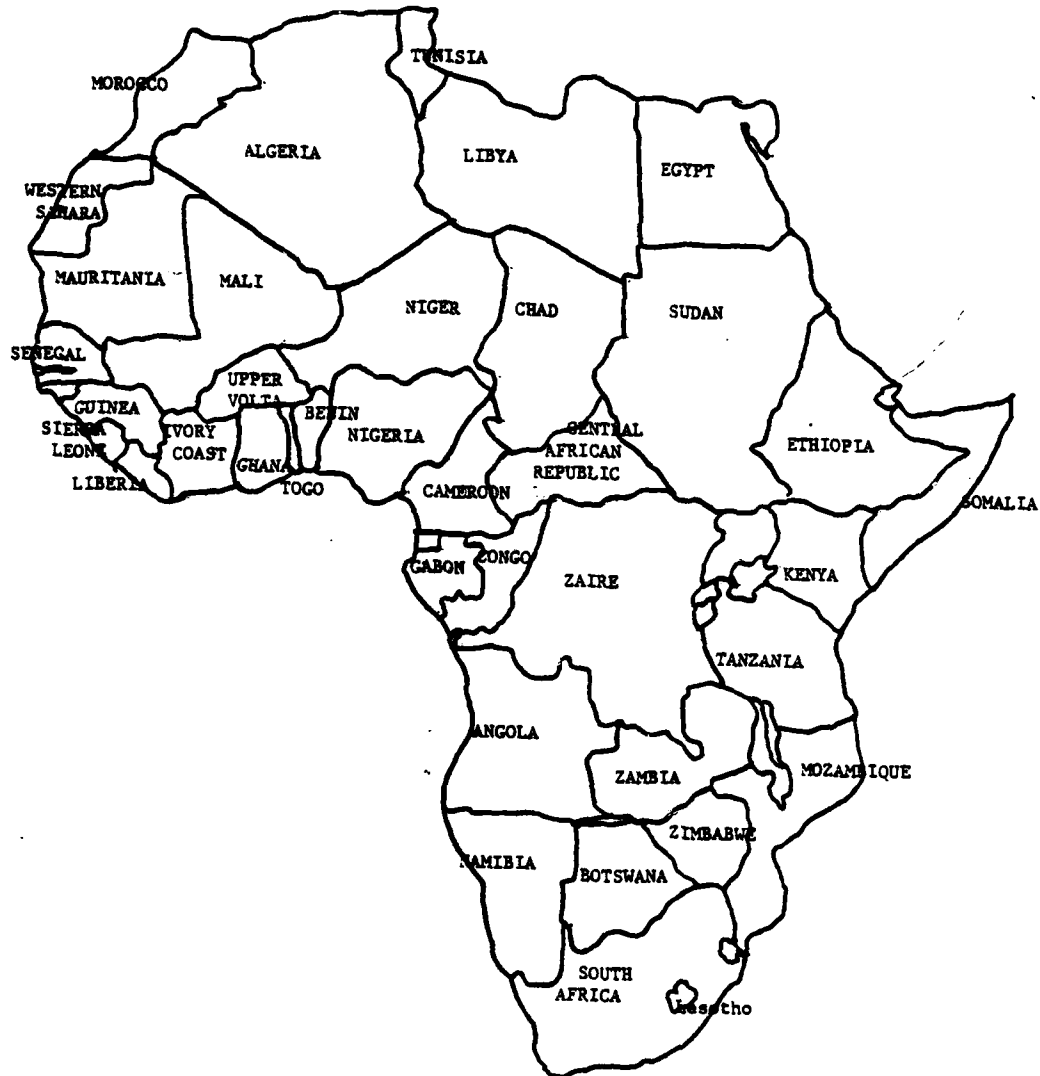 TUNISIA
MOROCCO
ALGERIA
LIBYA
EGYPT
WESTERN
SAHARA
MAURITANIA
MALI
NIGER
CHAD
SUDAN
SENEGAL
UPPER
VOLTA
BENIN
GUINEA
SIERRA
LEONE
IVORY
COAST
GHANA
NIGERIA
CENTRAL
AFRICAN
REPUBLIC
ETHIOPIA
LIBERIA
TOGO
CAMEROON
SOMALIA
GABON
CONGO
ZAIRE
KENYA
TANZANIA
ANGOLA
ZAMBIA
MOZAMBIQUE
ZIMBABWE
NAMIBIA
BOTSWANA
SOUTH
AFRICA
Lesotho